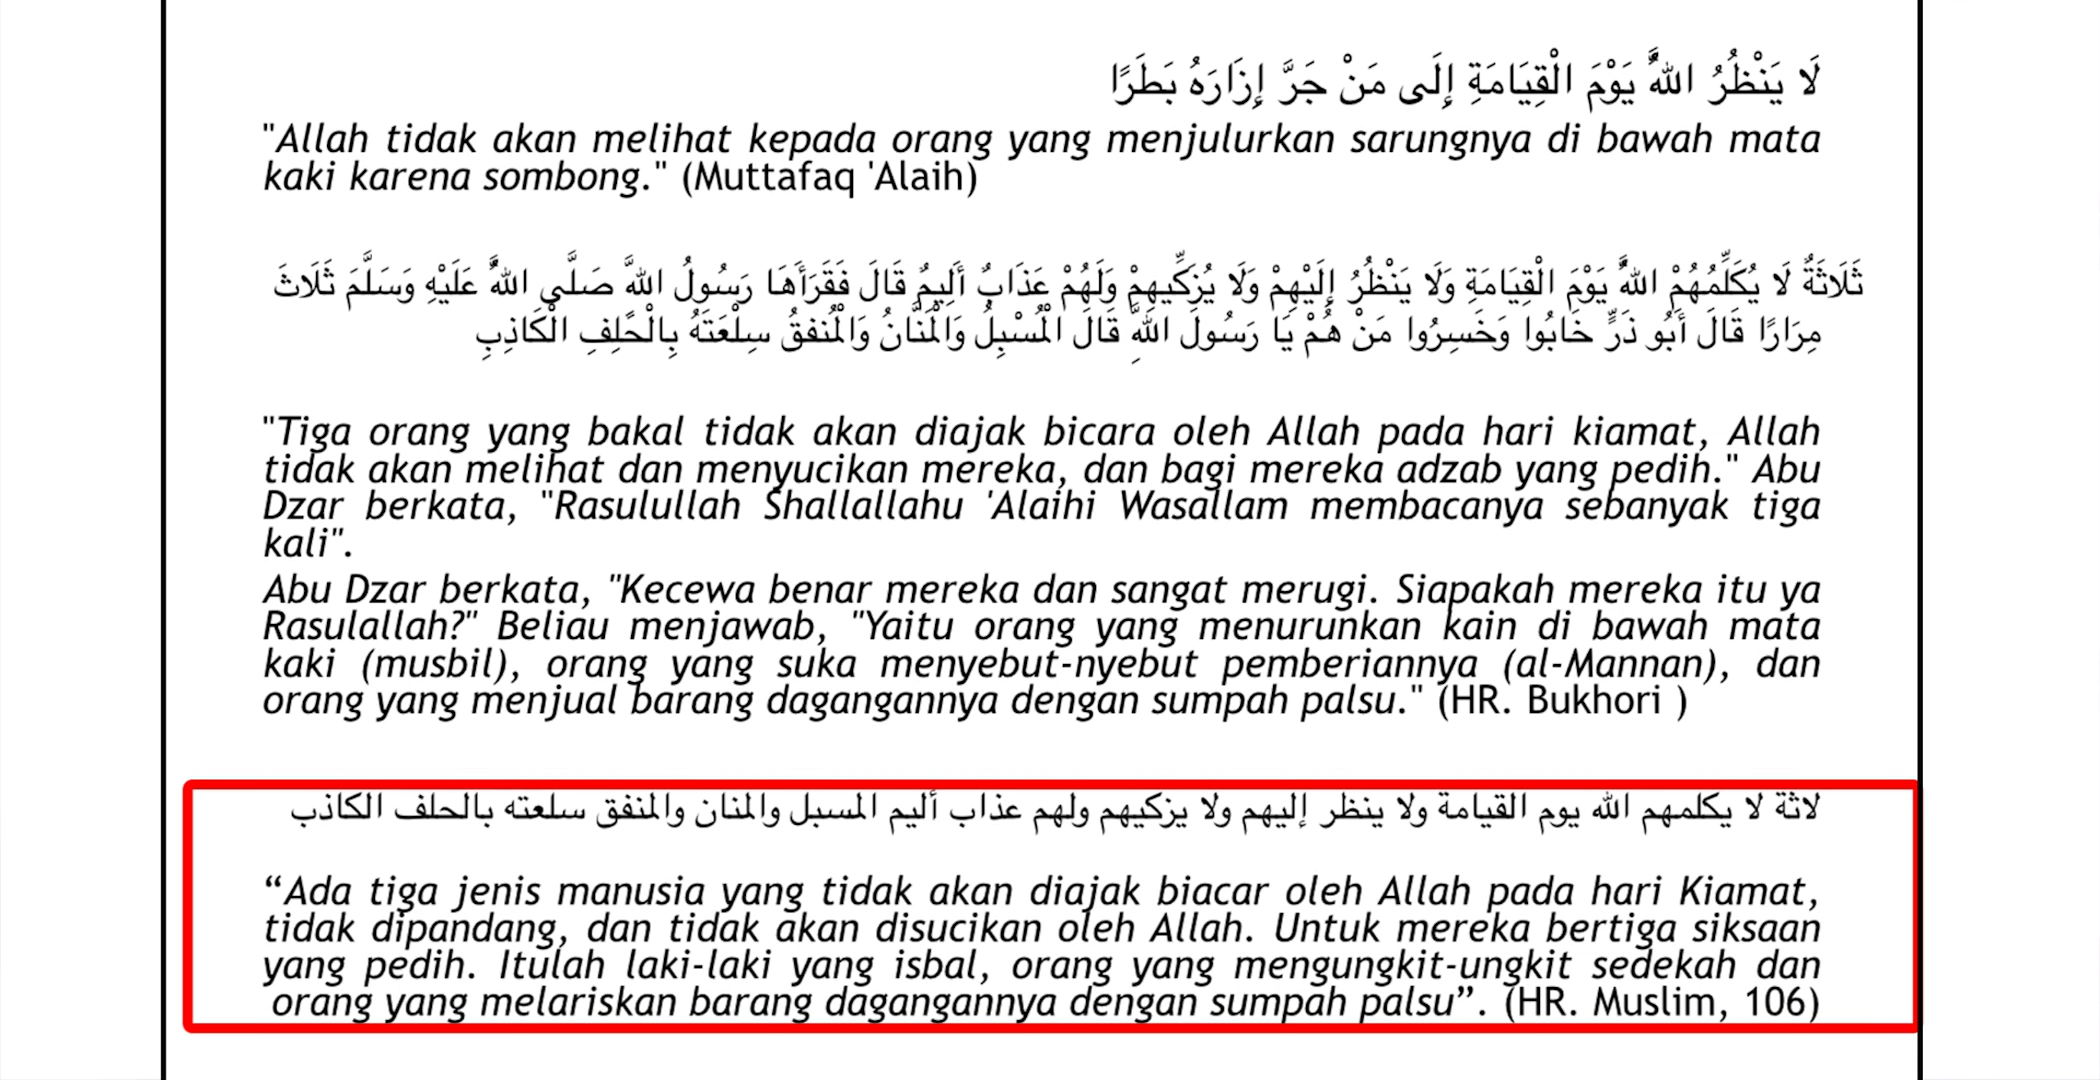 لَا يَنْظُرُ اللهُ يَوْمَ الْقِيَامَةِ إِلَى مَنْ جَرَّ إِزَارَهُ بَطَرًا
"Allah tidak akan melihat kepada orang yang menjulurkan sarungnya di bawah mata
kaki karena sombong." (Muttafaq 'Alaih)
ثَلَاثَةٌ لَا يُكَلِّمُهُمْ اللهُ يَوْمَ الْقِيَامَةِ وَلَا يَنْظُرُ إِلَيْهِمْ وَلَا يُزَكِّيهِمْ وَلَهُمْ عَذَابٌ أَلِيمٌ قَالَ فَقَرَأَهَا رَسُولُ اللهِ صَلَّى اللهُ عَلَيْهِ وَسَلَّمَ ثَلَاثَ
مِرَارًا قَالَ أَبُو ذَرٍّ خَابُوا وَخَسِرُوا مَنْ هُمْ يَا رَسُولَ اللهِ قَالَ الْمُسْبِلُ وَالْمَنَّانُ وَالْمُنفقُ سِلْعَتَهُ بِالْحَلِفِ الْكَاذِبِ
"Tiga orang yang bakal tidak akan diajak bicara oleh Allah pada hari kiamat, Allah
tidak akan melihat dan menyucikan mereka, dan bagi mereka adzab yang pedih." Abu
Dzar berkata, "Rasulullah Shallallahu 'Alaihi Wasallam membacanya sebanyak tiga
kali".
Abu Dzar berkata, "Kecewa benar mereka dan sangat merugi. Siapakah mereka itu ya
Rasulallah?" Beliau menjawab, "Yaitu orang yang menurunkan kain di bawah mata
kaki (musbil), orang yang suka menyebut-nyebut pemberiannya (al-Mannan), dan
orang yang menjual barang dagangannya dengan sumpah palsu." (HR. Bukhori )
لاثة لا يكلمهم الله يوم القيامة ولا ينظر إليهم ولا يزكيهم ولهم عذاب أليم المسبل والمنان والمنفق سلعته بالحلف الكاذب
“Ada tiga jenis manusia yang tidak akan diajak biacar oleh Allah pada hari Kiamat,
tidak dipandang, dan tidak akan disucikan oleh Allah. Untuk mereka bertiga siksaan
yang pedih. Itulah laki-laki yang isbal, orang yang mengungkit-ungkit sedekah dan
orang yang melariskan barang dagangannya dengan sumpah palsu”. (HR. Muslim, 106)